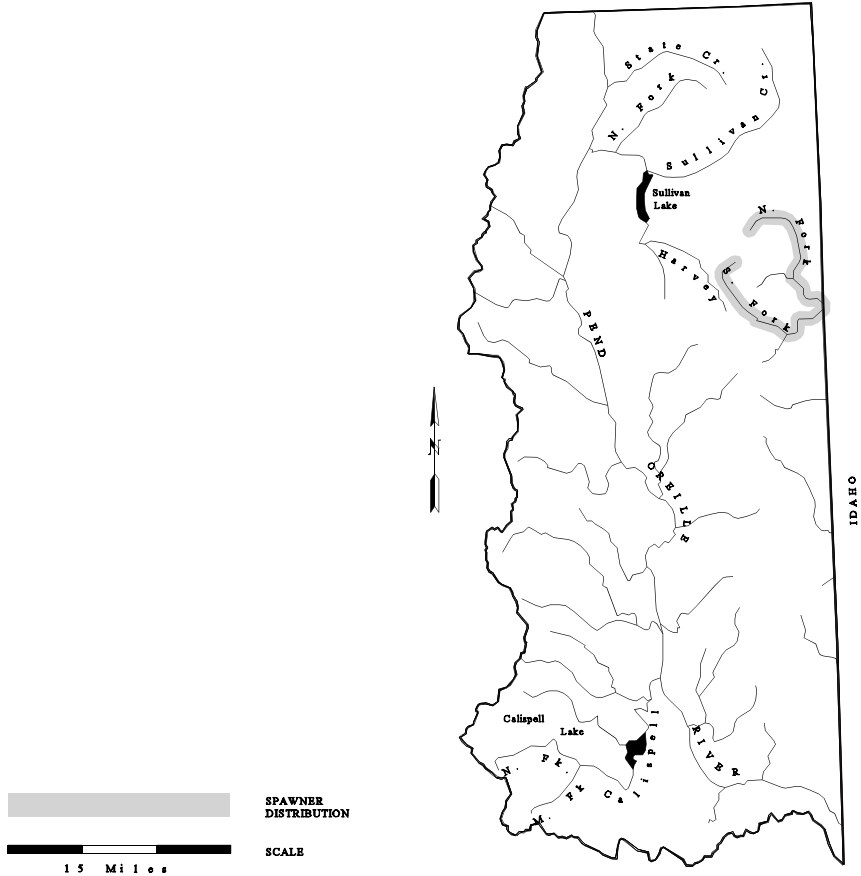 State Cr.
N. Fork
Sullivan Cr.
Sullivan
Lake
N. Fork
Harvey
S. Fork
PEND
OREILLE
IDAHO
N
Calispell
Lake
RIVER
N. Fk.
M. Fk Calispell
SPAWNER
DISTRIBUTION
SCALE
15 Miles